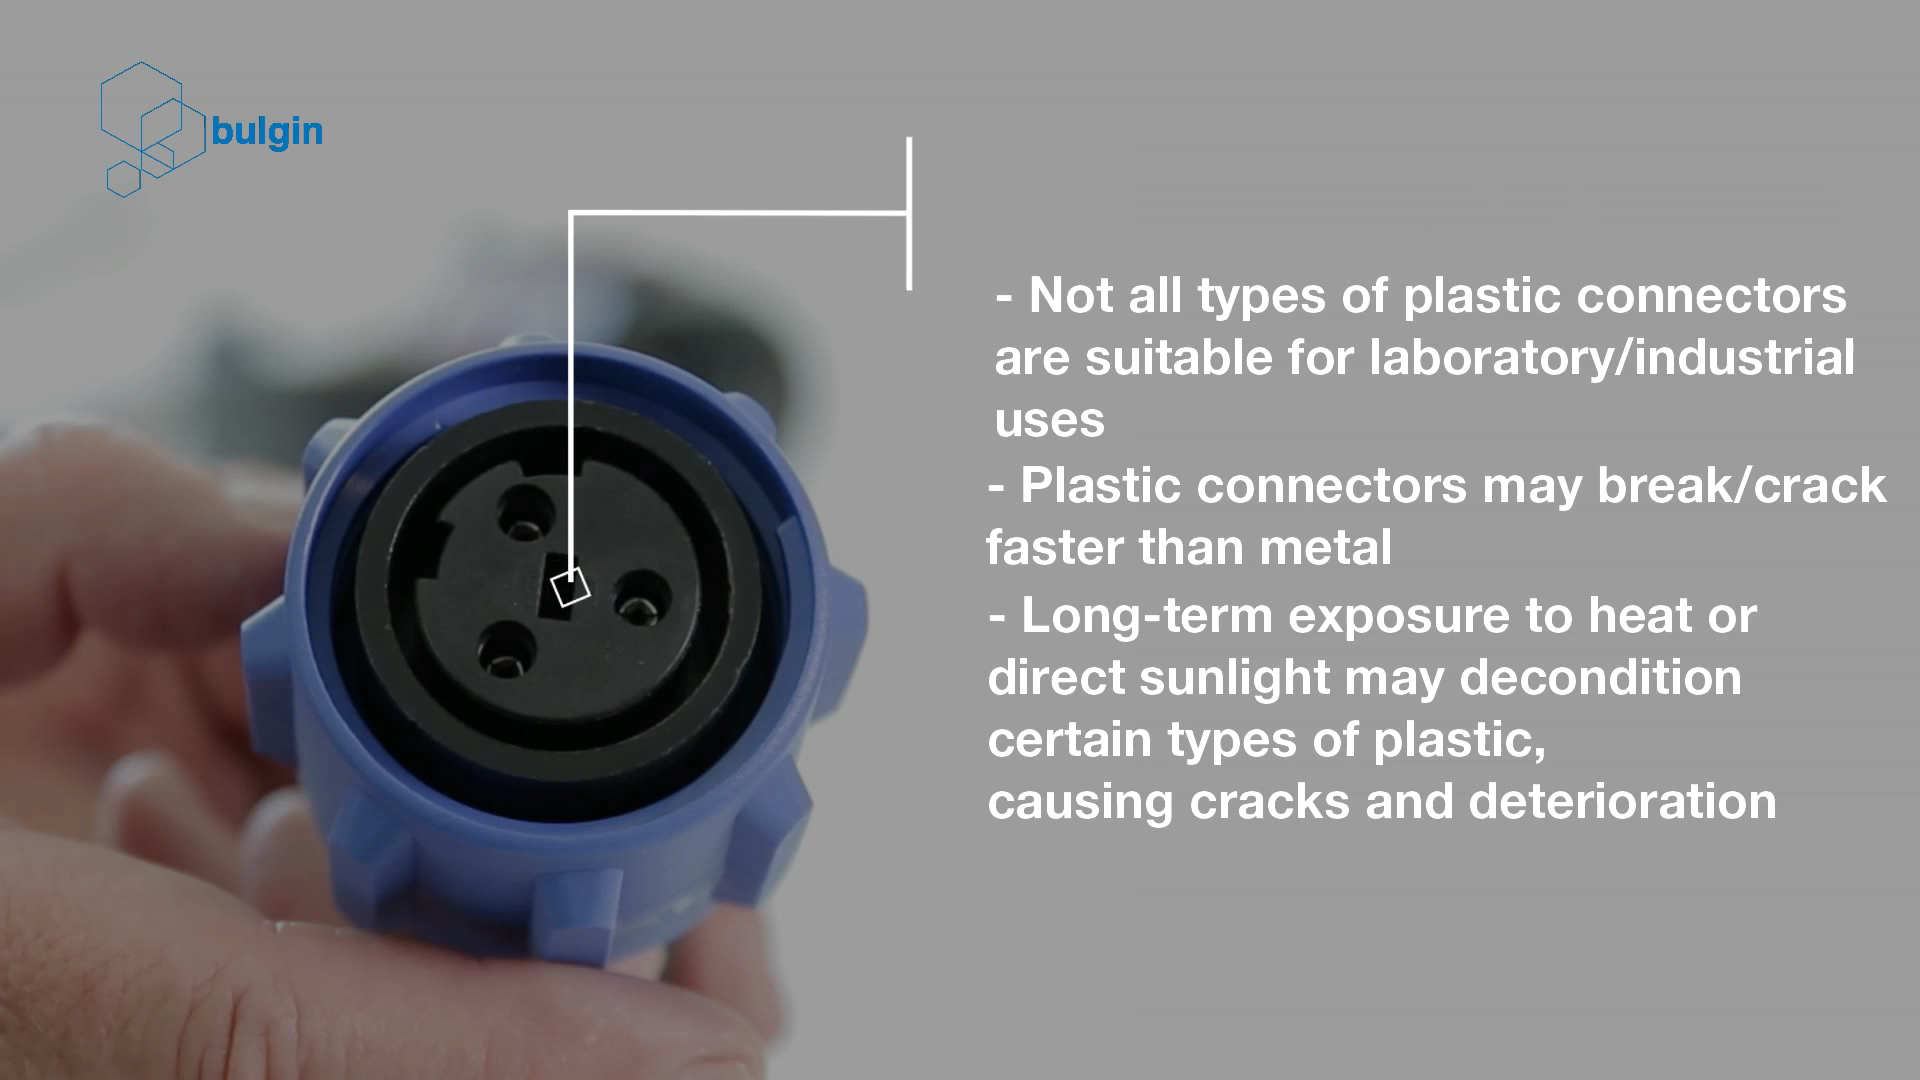 bulgin
- Not all types of plastic connectors
are suitable for laboratory/industrial
uses
- Plastic connectors may break/crack
faster than metal
- Long-term exposure to heat or
direct sunlight may decondition
certain types of plastic,
causing cracks and deterioration